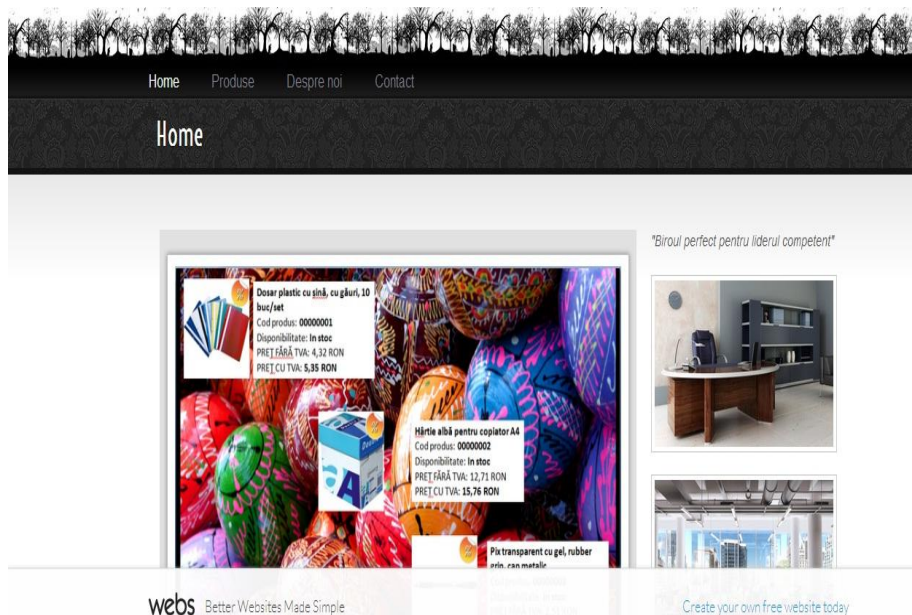 Home Produse Despre noi Contact
Home
"Biroul perfect pentru liderul competent"
Dosar plastic cu șină, cu găuri, 10
buc/set
Cod produs: 00000001
Disponibilitate: In stoc
PREȚ FĂRĂ TVA: 4,32 RON
PREȚ CU TVA: 5,35 RON
Hârtie albă pentru copiator A4
Cod produs: 00000002
Disponibilitate: In stoc
PREȚ FĂRĂ TVA: 12,71 RON
PREȚ CU TVA: 15,76 RON
Pix transparent cu gel, rubber
grip, cap metalic
webs Better Websites Made Simple
Create your own free website today